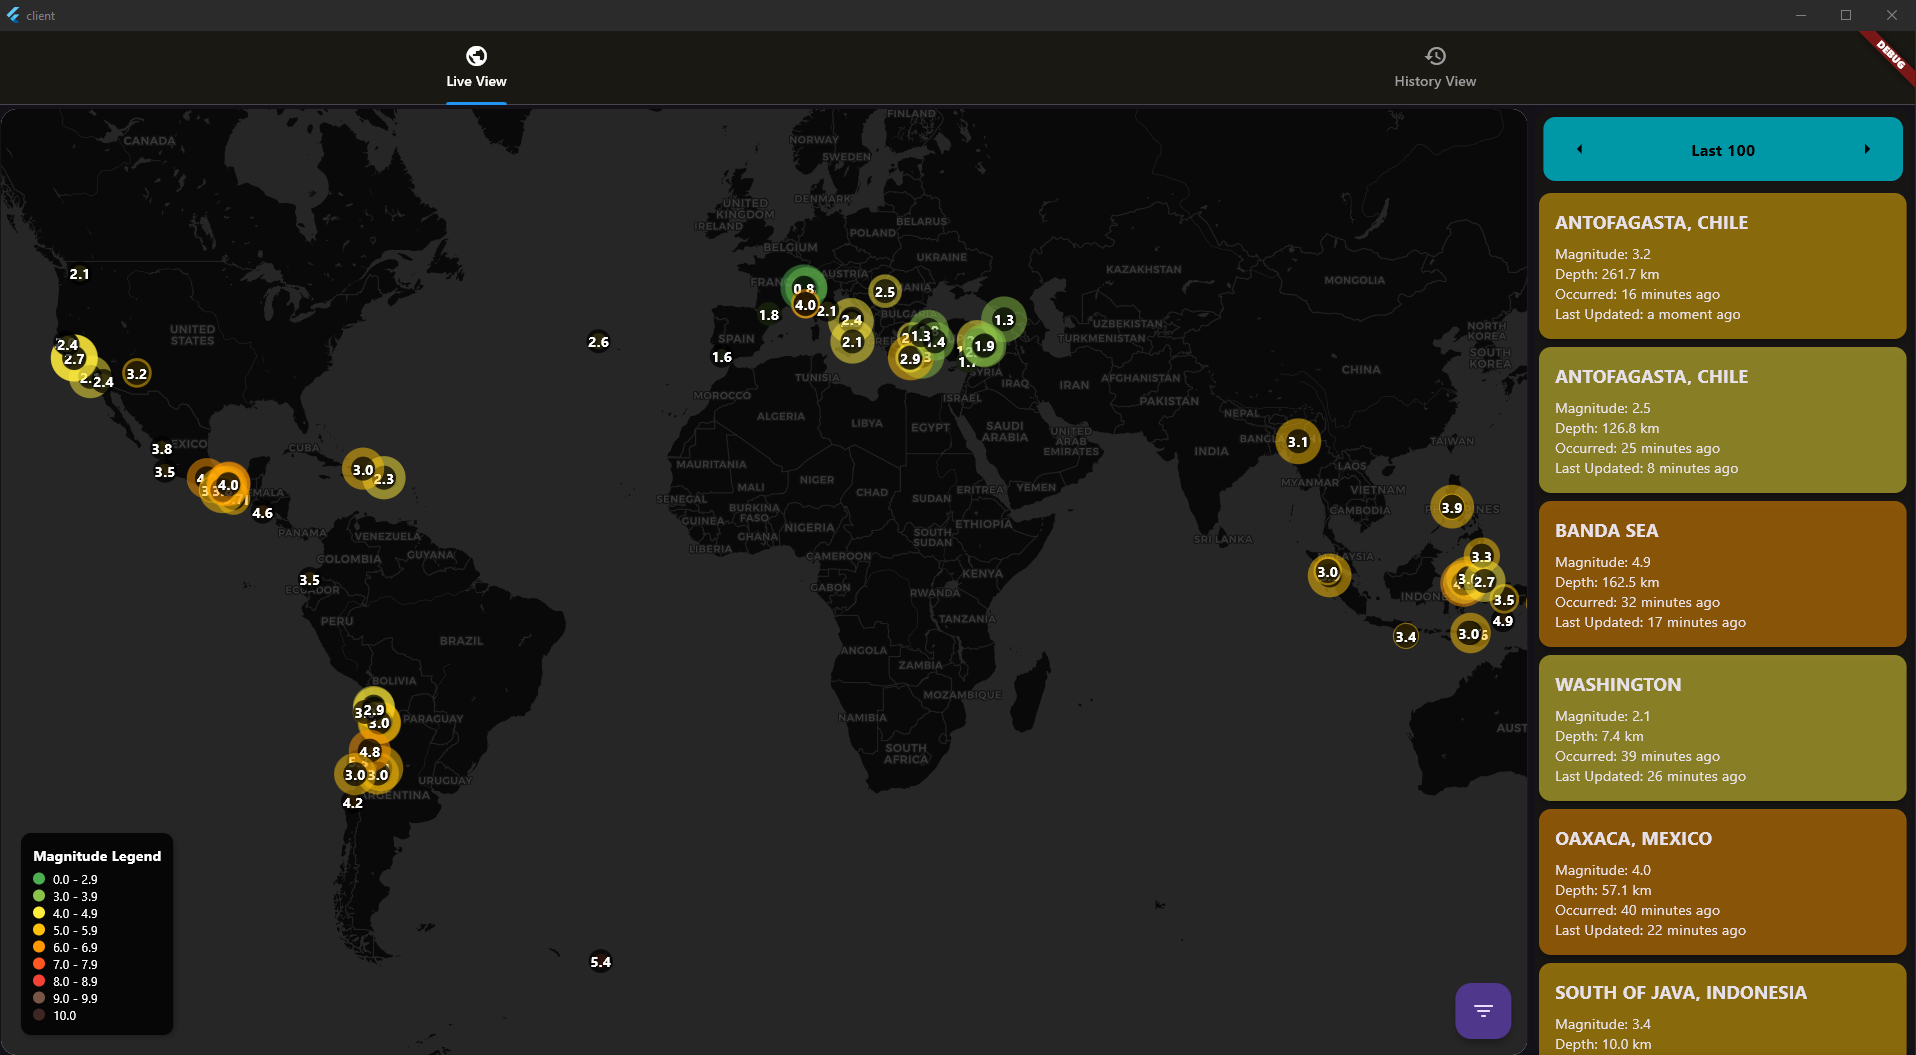 client
Live View
History View
DEBUG
Last 100
ANTOFAGASTA, CHILE
Magnitude: 3.2
Depth: 261.7 km
Occurred: 16 minutes ago
Last Updated: a moment ago
ANTOFAGASTA, CHILE
Magnitude: 2.5
Depth: 126.8 km
Occurred: 25 minutes ago
Last Updated: 8 minutes ago
BANDA SEA
Magnitude: 4.9
Depth: 162.5 km
Occurred: 32 minutes ago
Last Updated: 17 minutes ago
WASHINGTON
Magnitude: 2.1
Depth: 7.4 km
Occurred: 39 minutes ago
Last Updated: 26 minutes ago
OAXACA, MEXICO
Magnitude: 4.0
Depth: 57.1 km
Occurred: 40 minutes ago
Last Updated: 22 minutes ago
SOUTH OF JAVA, INDONESIA
Magnitude: 3.4
Depth: 10.0 km
FINLAND
CANADA
NORWAY
SWEDEN
DENMARK
UNITED
KINGDOM
IRELAND
BELARUS
POLAND
BELGIUM
UKRAINE
AUSTRIA
KAZAKHSTAN
MONGOLIA
2.1
0.8
4.0
2.1
2.5
1.8
2.4
2.1
BULGARIA
1.3
2.9
1.3
1.9
UNITED
STATES
2.4
2.7
2.4
3.2
2.6
SPAIN
1.6
UZBEKISTAN
TURKMENISTAN
NORTH
KOREA
SOUTH
KOREA
TUNISIA
SYRIA
IRAQ
IRAN
AFGHANISTAN
CHINA
MOROCCO
ISRAEL
PAKISTAN
ALGERIA
LIBYA
EGYPT
SAUDI
ARABIA
UNITED
ARAB
EMIRATES
NEPAL
INDIA
3.1
TAIWAN
3.8
3.5
CUBA
3.0
2.3
4.0
4.6
MAURITANIA
MALI
NIGER
CHAD
SUDAN
ERITREA
YEMEN
LAOS
MYANMAR
VIETNAM
CAMBODIA
3.9
SENEGAL
GUINEA
BURKINA
FASO
LIBERIA
GHANA
NIGERIA
SOUTH
SUDAN
ETHIOPIA
SRI LANKA
PANAMA
VENEZUELA
COLOMBIA
GUYANA
CAMEROON
MALAYSIA
3.3
3.0
2.7
3.5
3.5
ECUADOR
GABON
KENYA
RWANDA
TANZANIA
4.9
3.4
3.0
PERU
BRAZIL
ANGOLA
ZAMBIA
BOLIVIA
MOZAMBIQUE
2.9
3.0
PARAGUAY
NAMIBIA
4.8
3.0
3.0
SOUTH
AFRICA
URUGUAY
ARGENTINA
4.2
5.4
Magnitude Legend
0.0 - 2.9
3.0 - 3.9
4.0 - 4.9
5.0 - 5.9
6.0 - 6.9
7.0 - 7.9
8.0 - 8.9
9.0 - 9.9
10.0